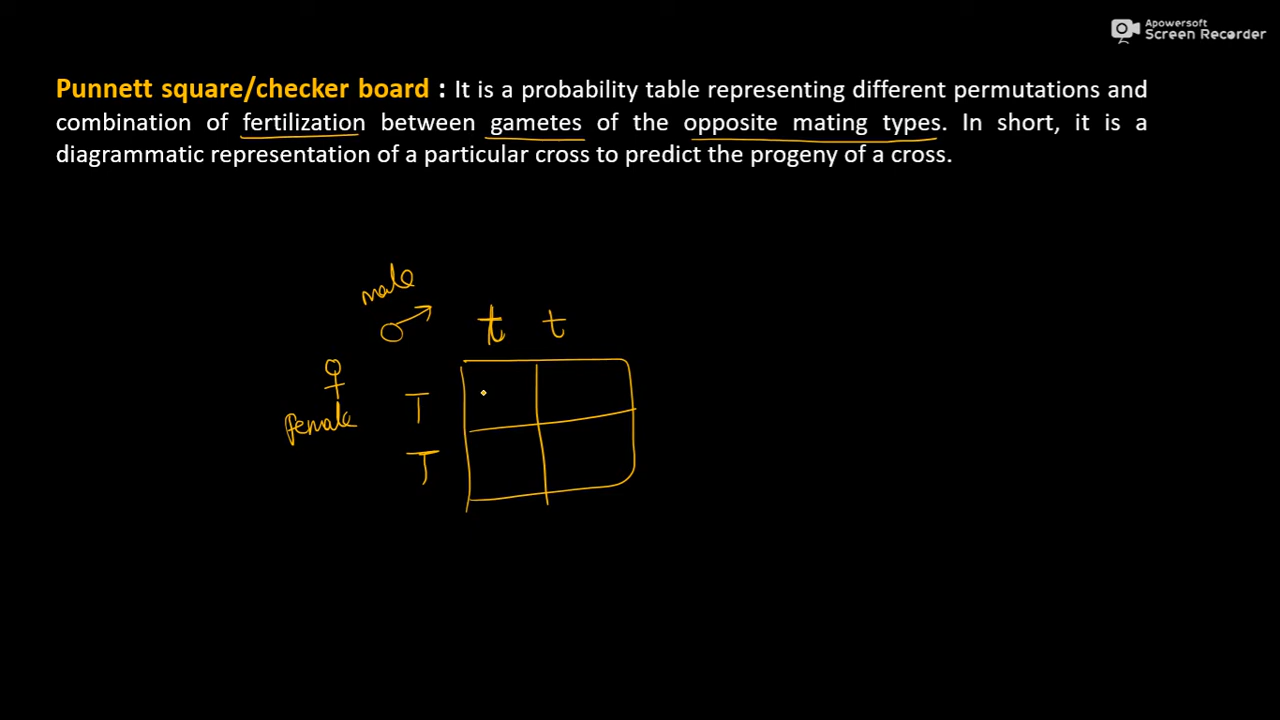 Apowersoft
Screen Recorder
Punnett square/checker board : It is a probability table representing different permutations and
combination of fertilization between gametes of the opposite mating types. In short, it is a
diagrammatic representation of a particular cross to predict the progeny of a cross.
male
♂ t t
♀
female T
T